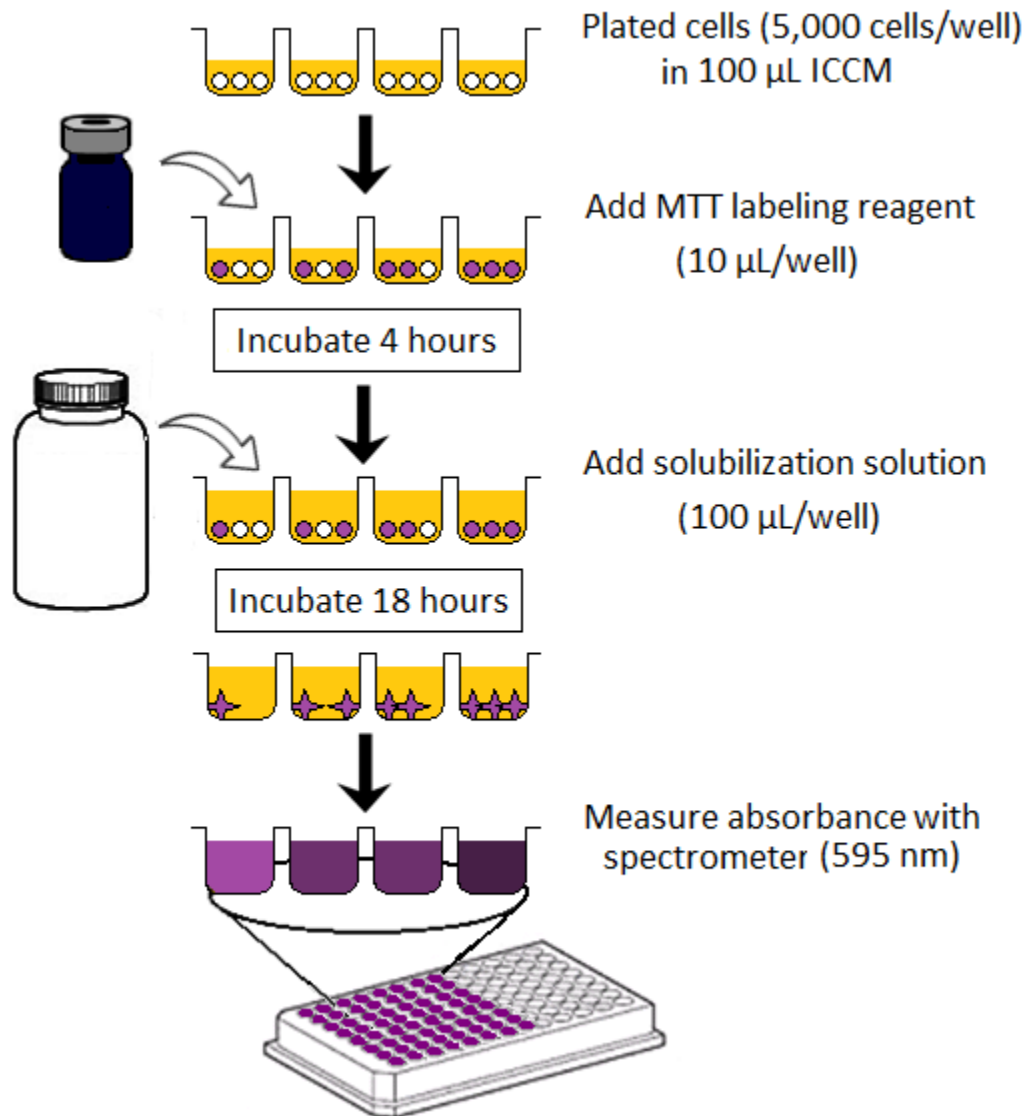 Plated cells (5,000 cells/well)
in 100 µL ICCM
Add MTT labeling reagent
(10 µL/well)
Incubate 4 hours
Add solubilization solution
(100 µL/well)
Incubate 18 hours
Measure absorbance with
spectrometer (595 nm)